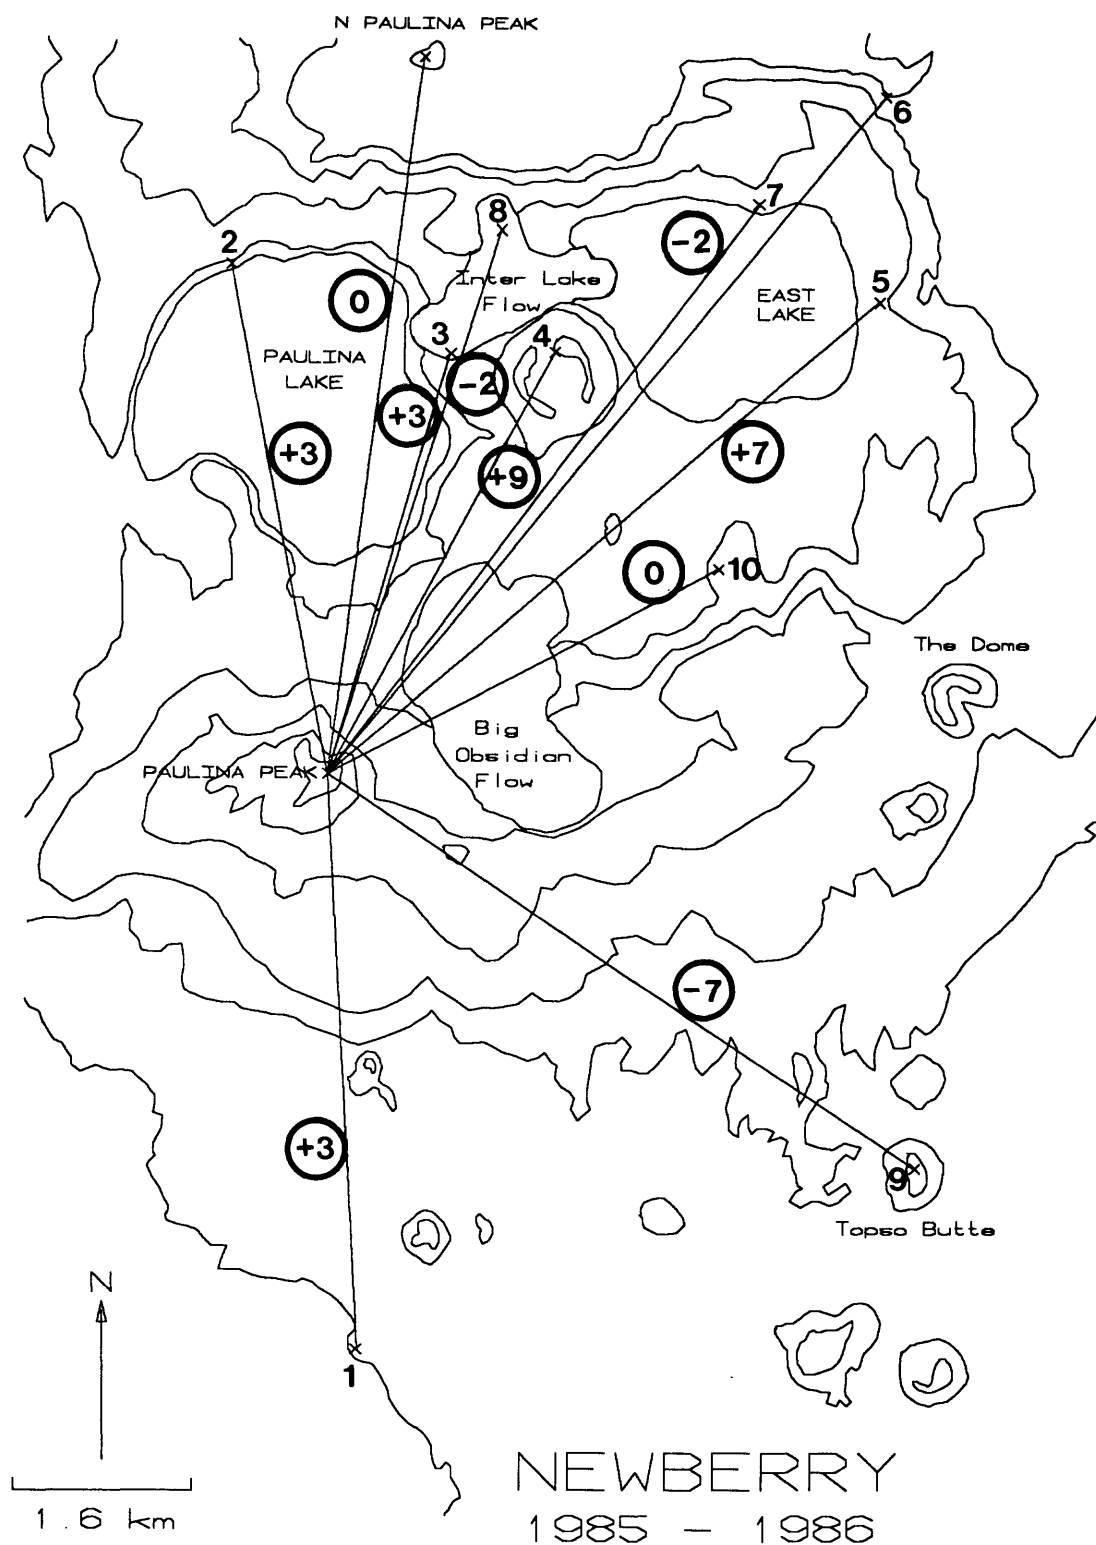 N PAULINA PEAK
6
7
8
2
-2
Inter Lake
Flow
5
0
EAST
LAKE
3
4
PAULINA
LAKE
-2
+3
+3
+7
+9
0
10
The Dome
Big
Obsidian
Flow
PAULINA PEAK
-7
+3
9
Topso Butte
N
1
NEWBERRY
1.6 km
1985 - 1986